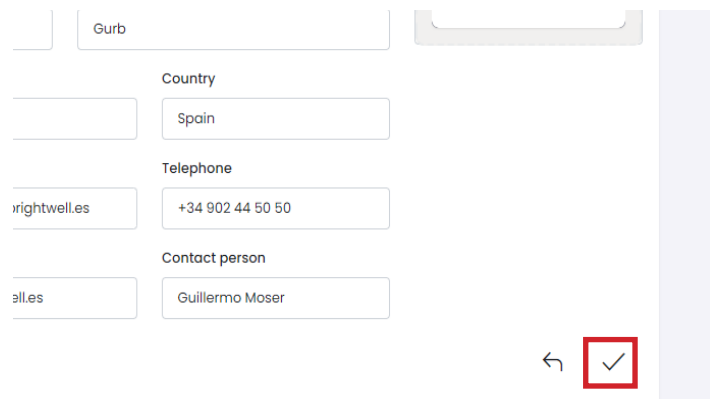 Gurb
Country
Spain
Telephone
rightwell.es
+34 902 44 50 50
Contact person
ell.es
Guillermo Moser